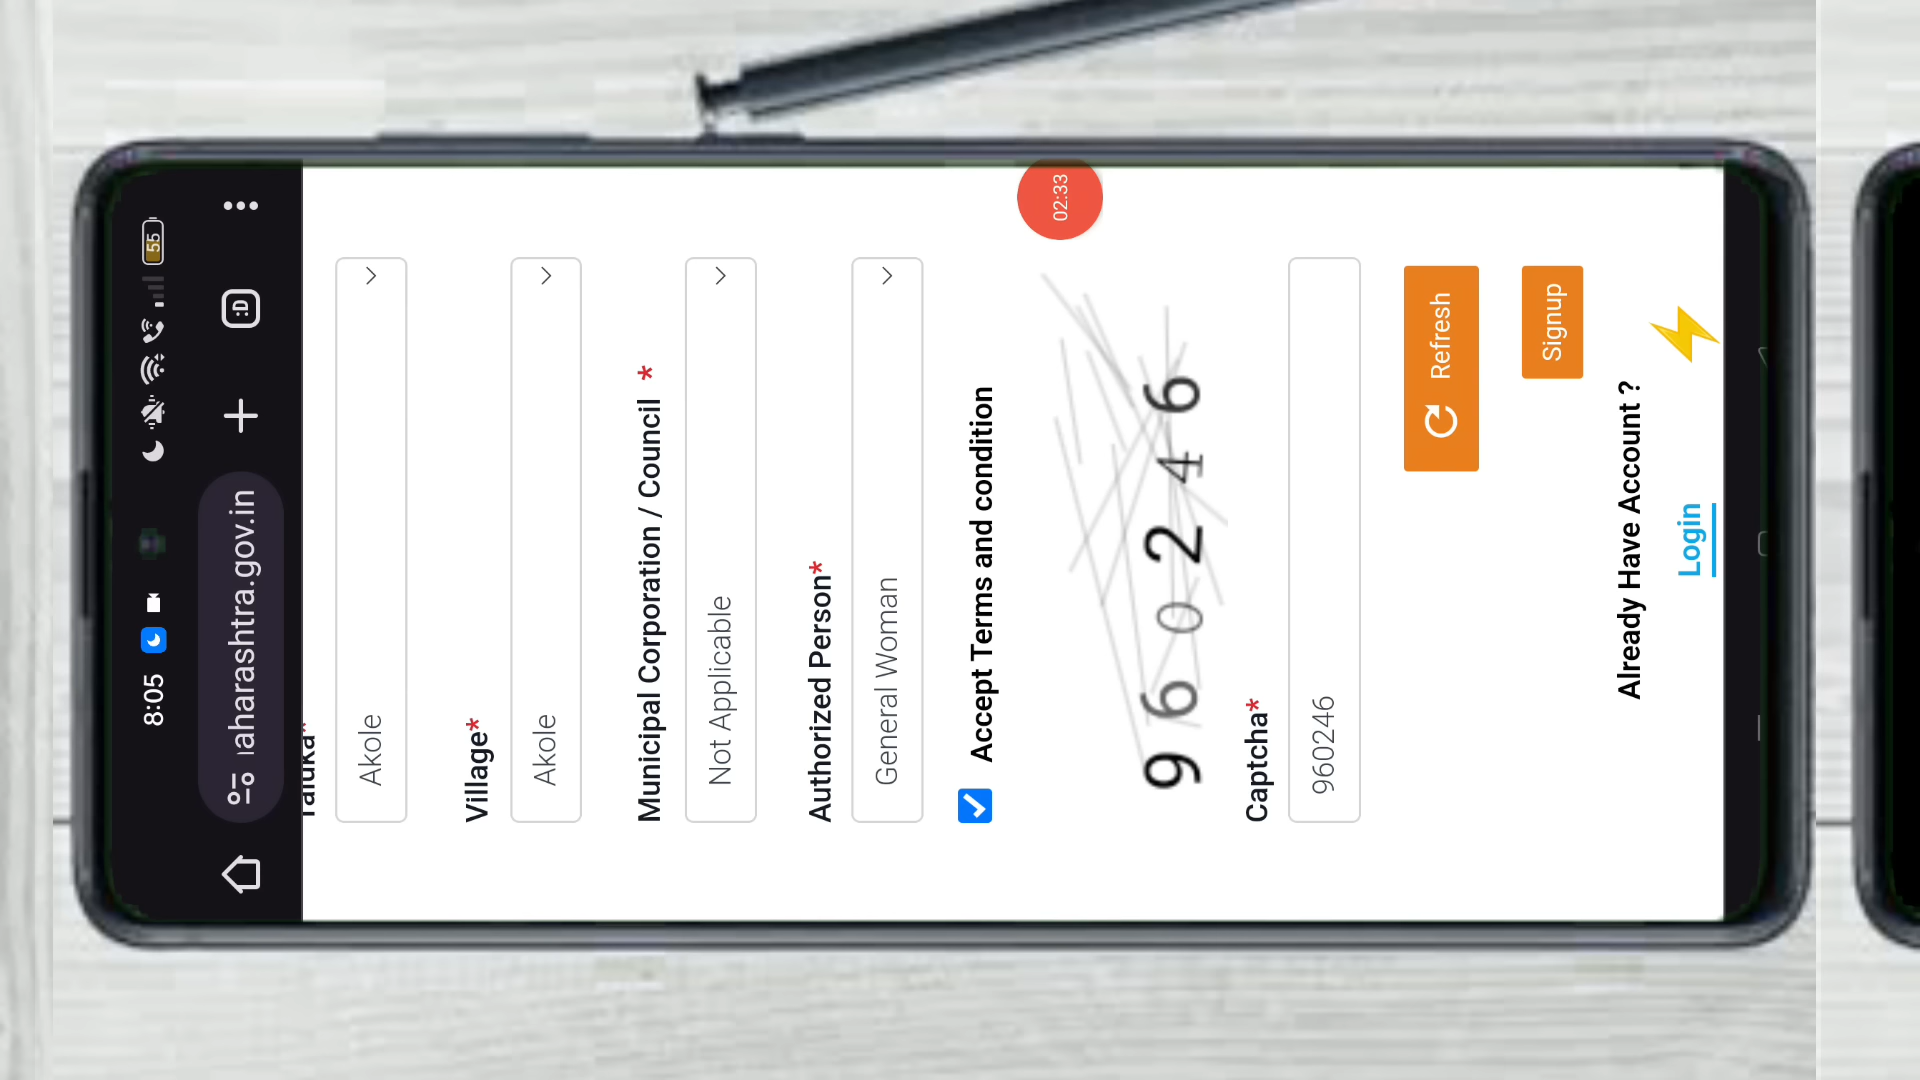 8:05
55
aharashtra.gov.in
:D
Taluka*
Akole
Village*
Akole
Municipal Corporation / Council *
Not Applicable
Authorized Person*
General Woman
Accept Terms and condition
02:33
960246
Captcha*
960246
Refresh
Signup
Already Have Account ?
Login